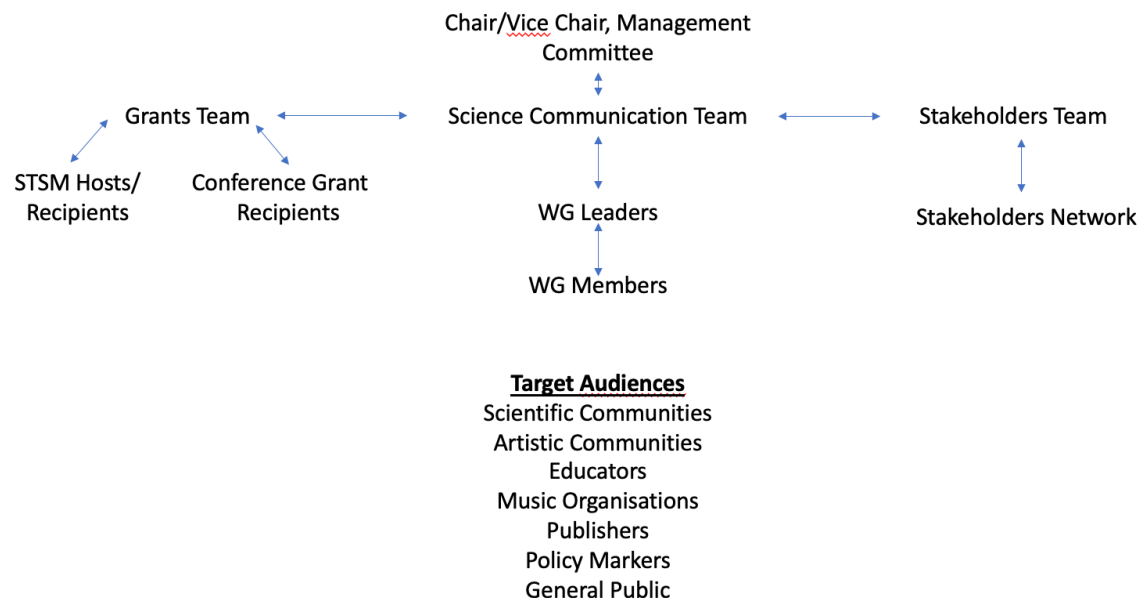 Chair/Vice Chair, Management
Committee
Grants Team
Science Communication Team
Stakeholders Team
STSM Hosts/
Recipients
Conference Grant
Recipients
WG Leaders
Stakeholders Network
WG Members
Target Audiences
Scientific Communities
Artistic Communities
Educators
Music Organisations
Publishers
Policy Markers
General Public